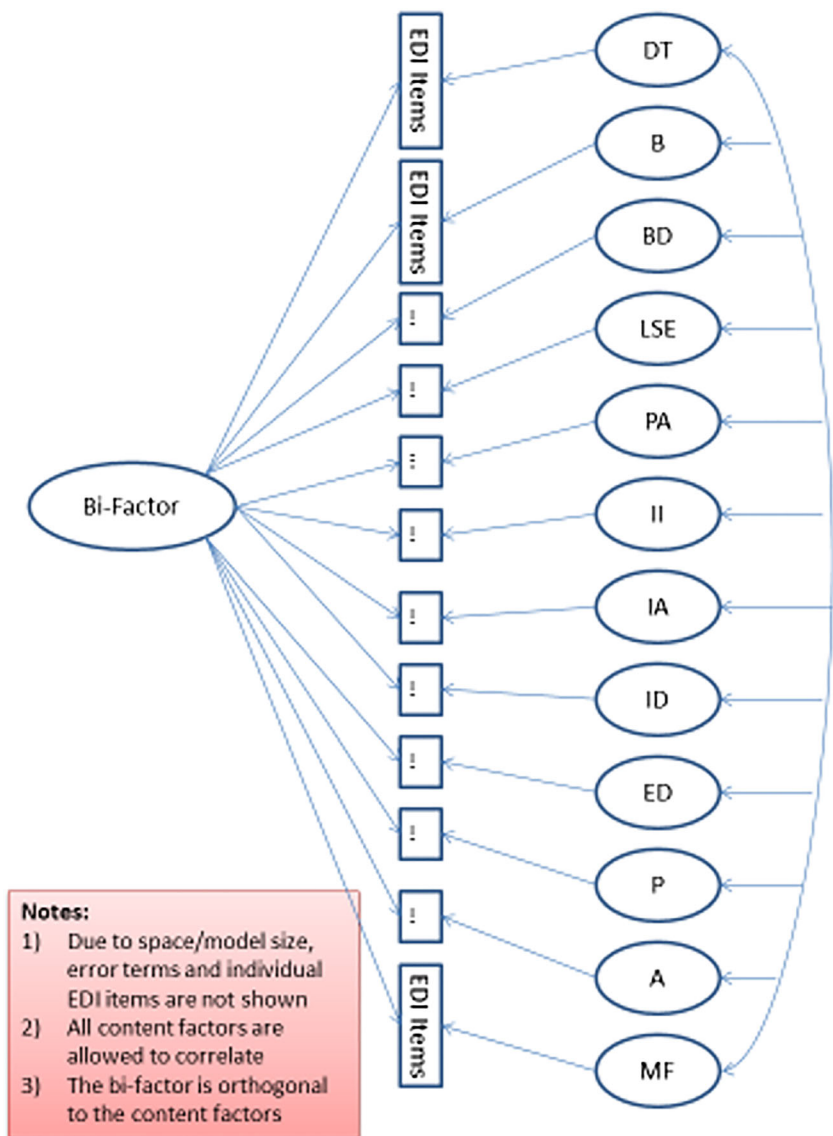 EDI Items
DT
EDI Items
B
...
BD
...
LSE
...
PA
Bi-Factor
...
II
...
IA
...
ID
...
ED
...
P
...
A
EDI Items
MF
Notes:
1) Due to space/model size,
error terms and individual
EDI items are not shown
2) All content factors are
allowed to correlate
3) The bi-factor is orthogonal
to the content factors